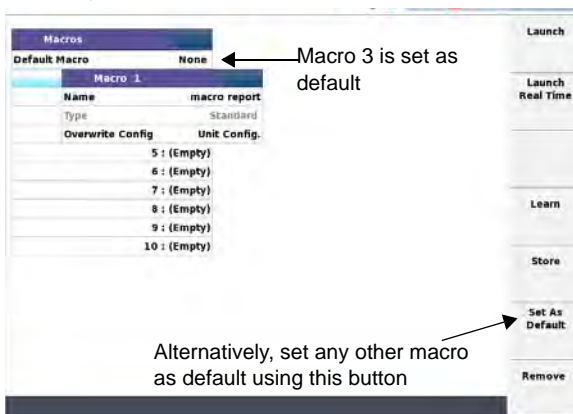 Macros
Default Macro None
Macro 3 is set as
default
Macro 1
Name macro report
Type Standard
Overwrite Config Unit Config.
5 : (Empty)
6 : (Empty)
7 : (Empty)
8 : (Empty)
9 : (Empty)
10 : (Empty)
Launch
Launch
Real Time
Learn
Store
Set As
Default
Remove
Alternatively, set any other macro
as default using this button